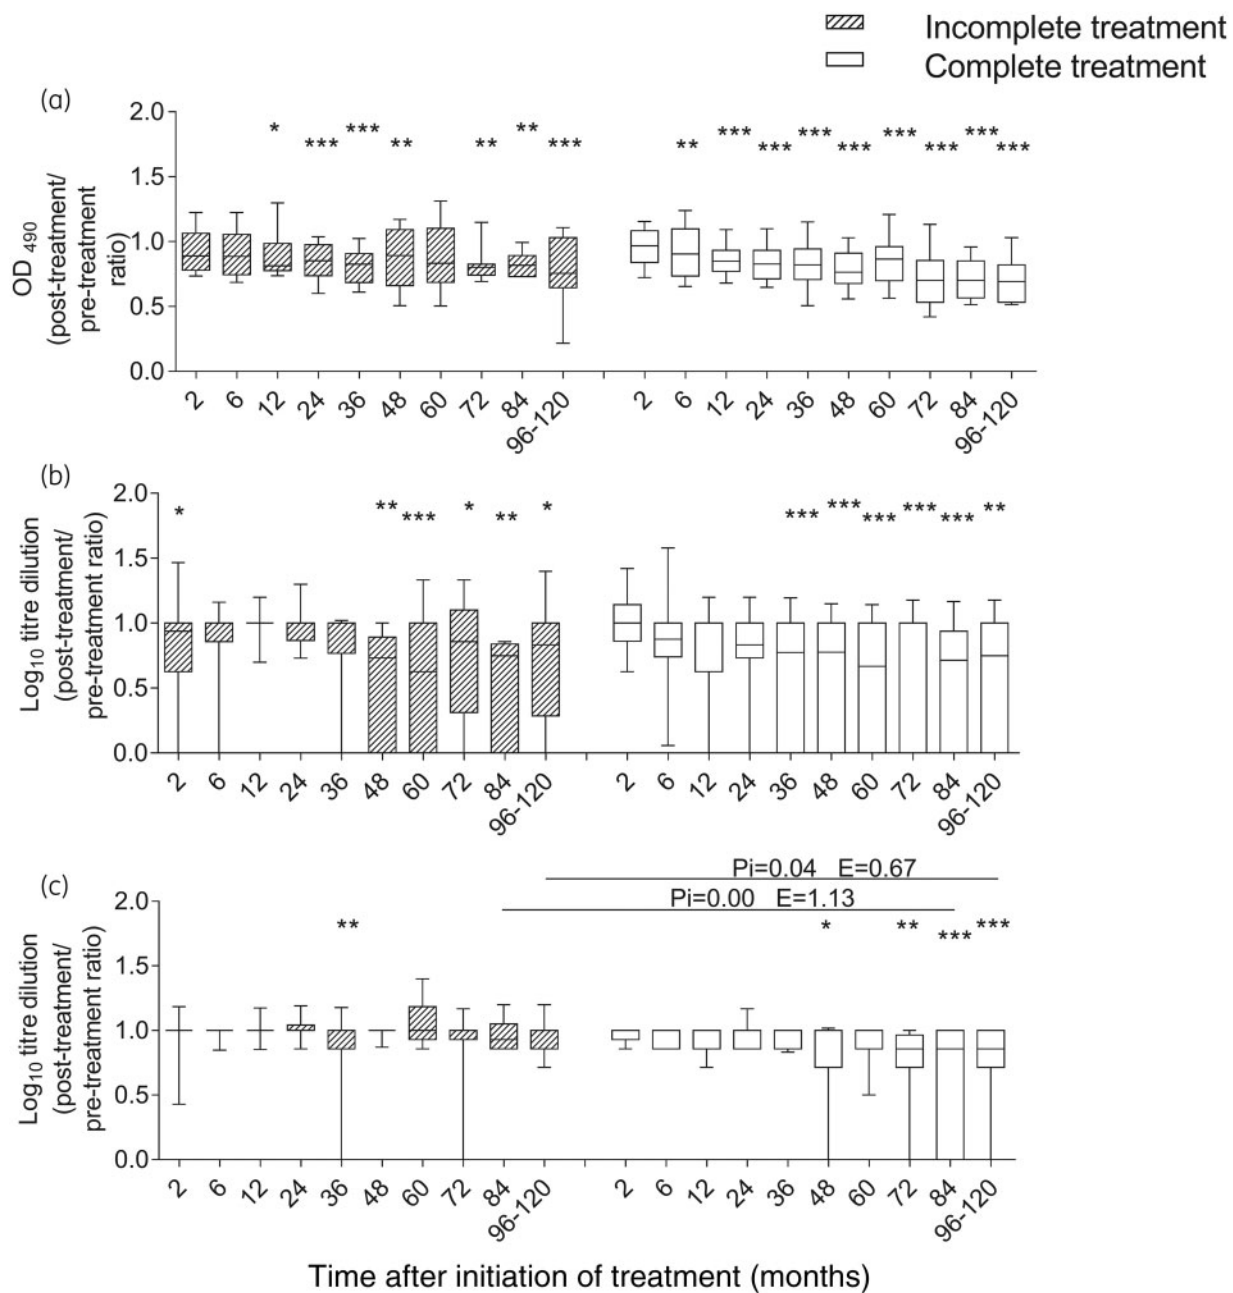 Incomplete treatment
Complete treatment
(a)
OD490
(post-treatment/
pre-treatment
ratio)
2.0
1.5
1.0
0.5
0.0
* *** *** ** ** ** *** ** *** *** *** *** *** *** *** ***
2 6 12 24 36 48 60 72 84 96-120 2 6 12 24 36 48 60 72 84 96-120
(b)
Log10 titre dilution
(post-treatment/
pre-treatment ratio)
2.0
1.5
1.0
0.5
0.0
* ** *** * ** * *** *** *** *** *** **
2 6 12 24 36 48 60 72 84 96-120 2 6 12 24 36 48 60 72 84 96-120
(c)
Log10 titre dilution
(post-treatment/
pre-treatment ratio)
Pi=0.04 E=0.67
Pi=0.00 E=1.13
2.0
1.5
1.0
0.5
0.0
** * ** *** ***
2 6 12 24 36 48 60 72 84 96-120 2 6 12 24 36 48 60 72 84 96-120
Time after initiation of treatment (months)